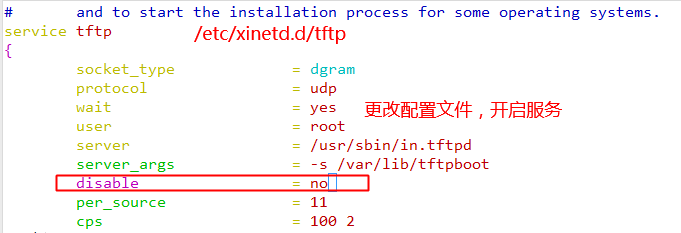 #       and to start the installation process for some operating systems.
service tftp /etc/xinetd.d/tftp
{
socket_type = dgram
protocol = udp
wait = yes 更改配置文件，开启服务
user = root
server = /usr/sbin/in.tftpd
server_args = -s /var/lib/tftpboot
disable = no
per_source = 11
cps = 100 2